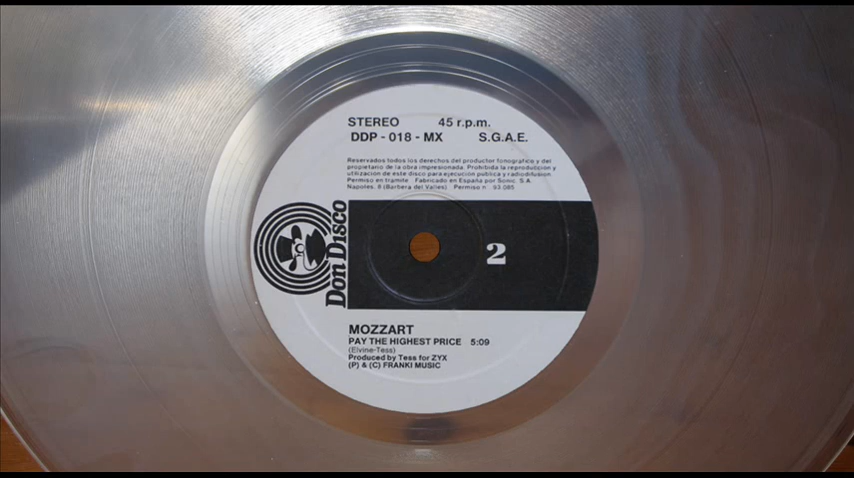 STEREO 45 r.p.m.
DDP - 018 - MX S.G.A.E.
Reservados todos los derechos del productor fonografico y del
propietario de la obra impresionada. Prohibida la reproduccion y
utilizacion de este disco para ejecucion publica y radiodifusion.
Permiso en tramite Fabricado en España por Sonic, S.A.
Napoles, 8 (Barbera del Valles) Permiso n. 93.085
Don Disco
2
MOZZART
PAY THE HIGHEST PRICE 5:09
(Elvine-Tess)
Produced by Tess for ZYX
(P) & (C) FRANKI MUSIC